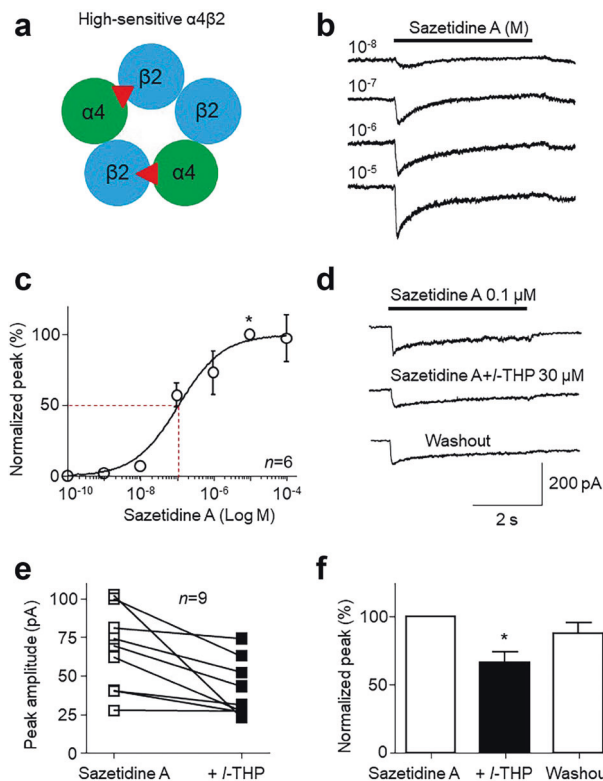 a
High-sensitive α4β2
β2
α4
β2
β2
α4
b
Sazetidine A (M)
10⁻⁸
10⁻⁷
10⁻⁶
10⁻⁵
c
Normalized peak (%)
100
50
0
*
n=6
10⁻¹⁰
10⁻⁸
10⁻⁶
10⁻⁴
Sazetidine A (Log M)
d
Sazetidine A 0.1 µM
Sazetidine A+l-THP 30 µM
Washout
200 pA
2 s
e
Peak amplitude (pA)
100
75
50
25
n=9
Sazetidine A
+ l-THP
f
Normalized peak (%)
100
50
0
*
Sazetidine A
+ l-THP
Washout